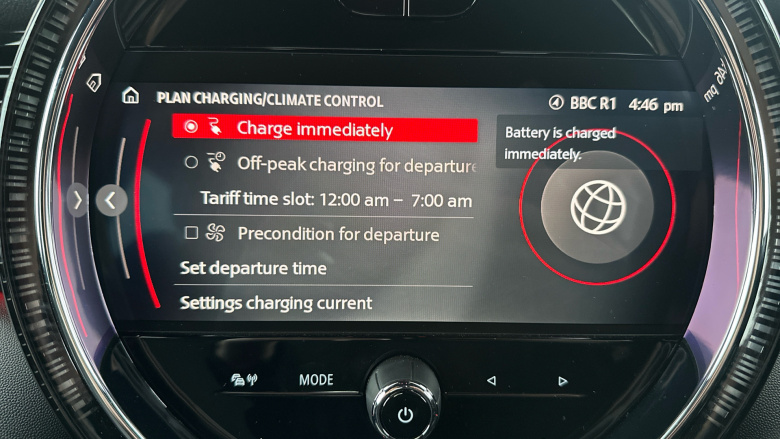 PLAN CHARGING/CLIMATE CONTROL
BBC R1 4:46 pm
Charge immediately
Battery is charged
immediately.
Off-peak charging for departure
Tariff time slot: 12:00 am – 7:00 am
Precondition for departure
Set departure time
Settings charging current
MODE